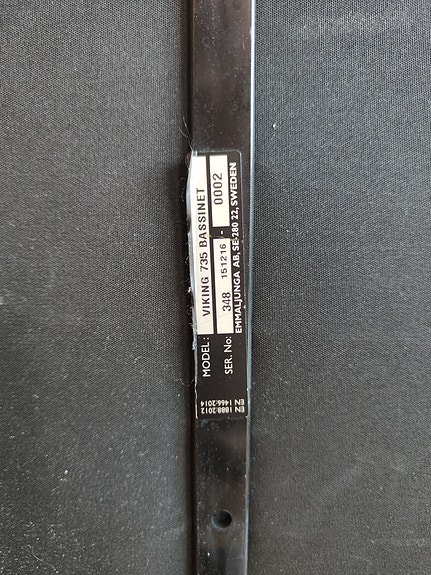 MODEL: VIKING 735 BASSINET
SER. No: 348 151216 - 0002
EMMALJUNGA AB, SE-280 22, SWEDEN
EN 1888:2012
EN 1466:2014